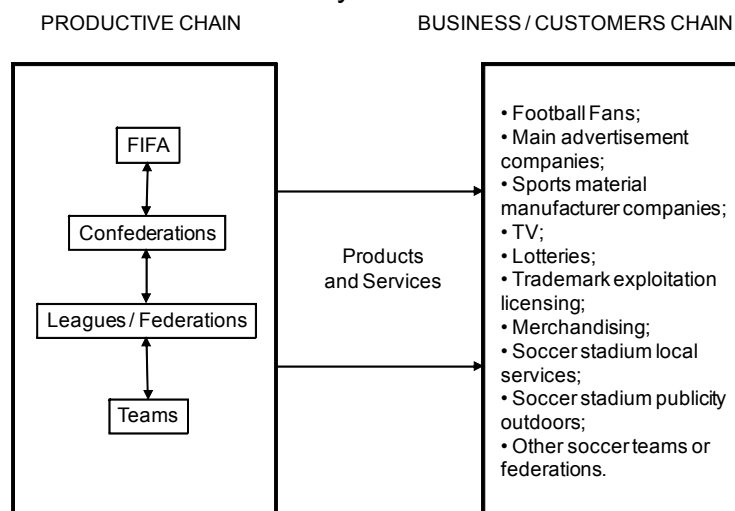 PRODUCTIVE CHAIN
BUSINESS / CUSTOMERS CHAIN
FIFA
Confederations
Leagues / Federations
Teams
Products
and Services
• Football Fans;
• Main advertisement
companies;
• Sports material
manufacturer companies;
• TV;
• Lotteries;
• Trademark exploitation
licensing;
• Merchandising;
• Soccer stadium local
services;
• Soccer stadium publicity
outdoors;
• Other soccer teams or
federations.